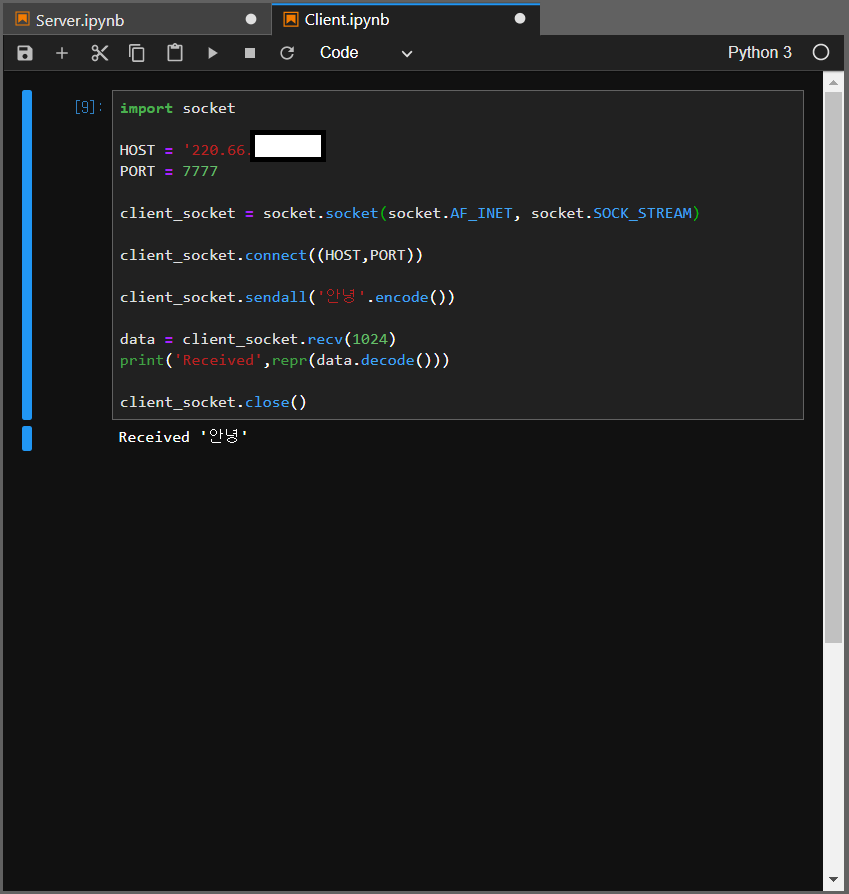 Server.ipynb
Client.ipynb
Code
Python 3
[9]:
import socket
HOST = '220.66.
PORT = 7777
client_socket = socket.socket(socket.AF_INET, socket.SOCK_STREAM)
client_socket.connect((HOST,PORT))
client_socket.sendall('안녕'.encode())
data = client_socket.recv(1024)
print('Received',repr(data.decode()))
client_socket.close()
Received '안녕'